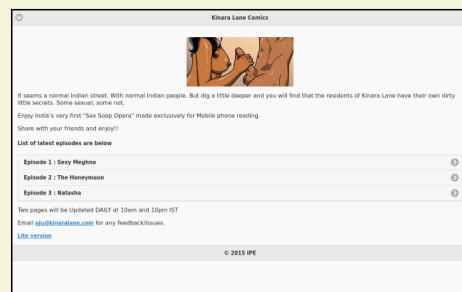 Kinara Lane Comics
It seems a normal Indian street. With normal Indian people. But dig a little deeper and you will find that the residents of Kinara Lane have their own dirty
little secrets. Some sexual, some not.
Enjoy India's very first "Sex Soap Opera" made exclusively for Mobile phone reading.
Share with your friends and enjoy!!
List of latest episodes are below
Episode 1 : Sexy Meghna
Episode 2 : The Honeymoon
Episode 3 : Natasha
Two pages will be Updated DAILY at 10am and 10pm IST
Email aju@kinaralane.com for any feedback/issues.
Lite version
© 2015 IPE